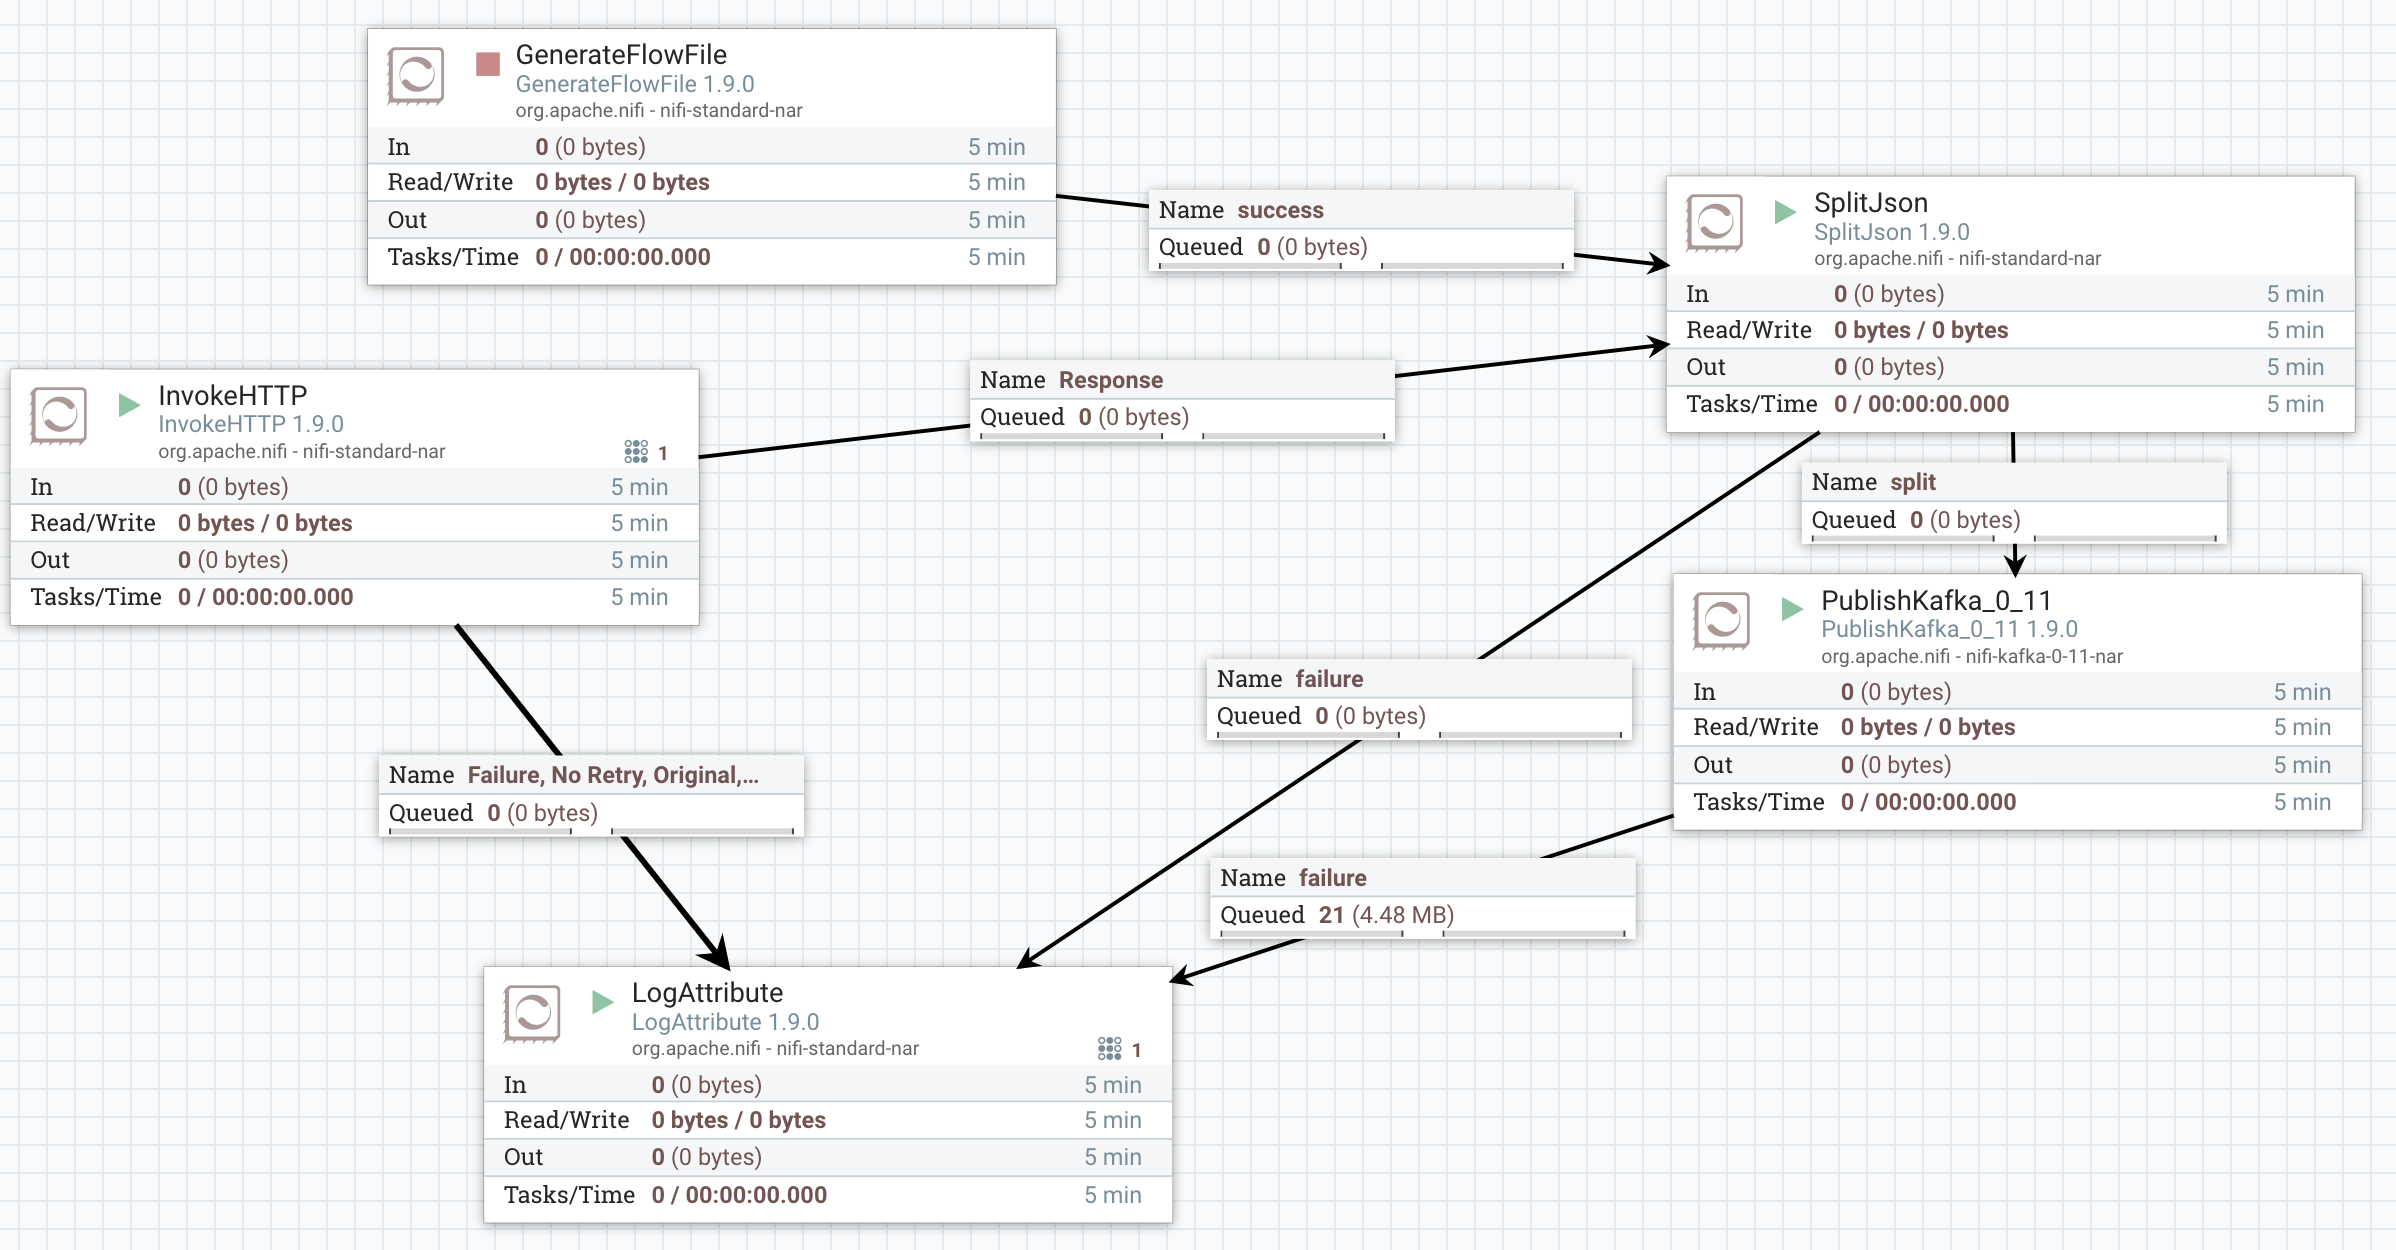 GenerateFlowFile
GenerateFlowFile 1.9.0
org.apache.nifi - nifi-standard-nar
In 0 (0 bytes) 5 min
Read/Write 0 bytes / 0 bytes 5 min
Out 0 (0 bytes) 5 min
Tasks/Time 0 / 00:00:00.000 5 min
Name success
Queued 0 (0 bytes)
SplitJson
SplitJson 1.9.0
org.apache.nifi - nifi-standard-nar
In 0 (0 bytes) 5 min
Read/Write 0 bytes / 0 bytes 5 min
Out 0 (0 bytes) 5 min
Tasks/Time 0 / 00:00:00.000 5 min
InvokeHTTP
InvokeHTTP 1.9.0
org.apache.nifi - nifi-standard-nar
1
In 0 (0 bytes) 5 min
Read/Write 0 bytes / 0 bytes 5 min
Out 0 (0 bytes) 5 min
Tasks/Time 0 / 00:00:00.000 5 min
Name Response
Queued 0 (0 bytes)
Name split
Queued 0 (0 bytes)
PublishKafka_0_11
PublishKafka_0_11 1.9.0
org.apache.nifi - nifi-kafka-0-11-nar
In 0 (0 bytes) 5 min
Read/Write 0 bytes / 0 bytes 5 min
Out 0 (0 bytes) 5 min
Tasks/Time 0 / 00:00:00.000 5 min
Name failure
Queued 0 (0 bytes)
Name Failure, No Retry, Original,...
Queued 0 (0 bytes)
Name failure
Queued 21 (4.48 MB)
LogAttribute
LogAttribute 1.9.0
org.apache.nifi - nifi-standard-nar
1
In 0 (0 bytes) 5 min
Read/Write 0 bytes / 0 bytes 5 min
Out 0 (0 bytes) 5 min
Tasks/Time 0 / 00:00:00.000 5 min